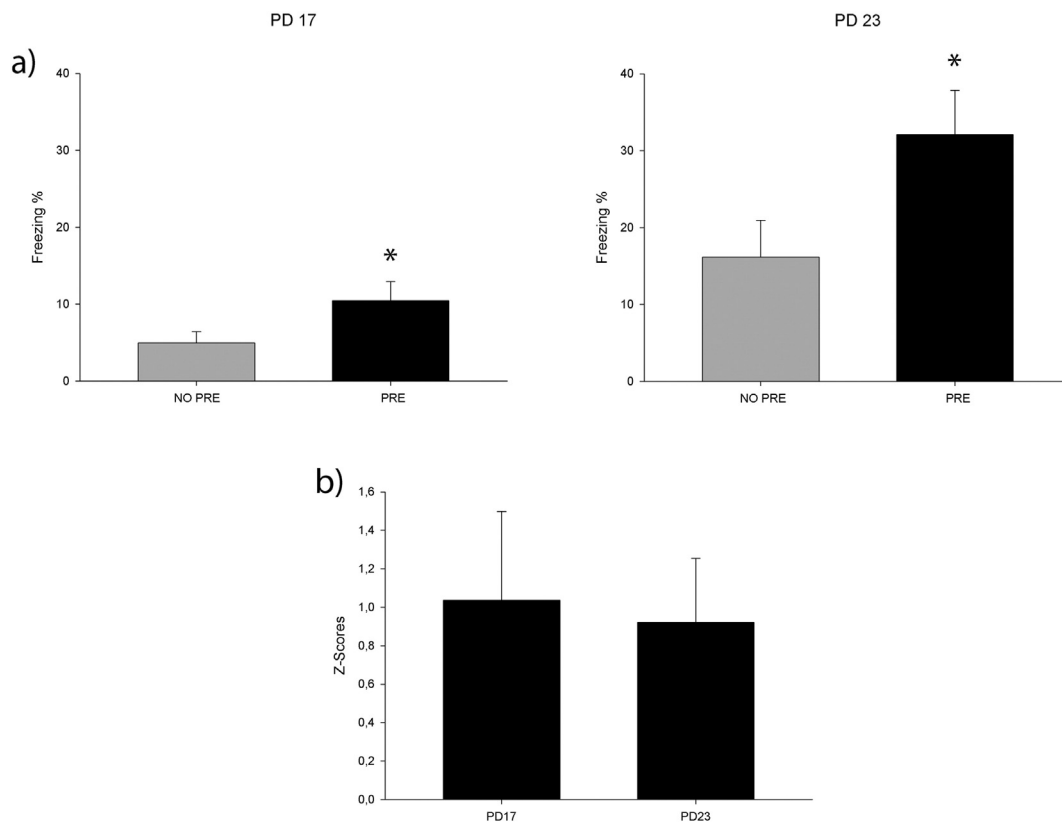 PD 17
PD 23
a)
40
30
20
10
0
Freezing %
*
NO PRE
PRE
40
30
20
10
0
Freezing %
*
NO PRE
PRE
b)
1,6
1,4
1,2
1,0
0,8
0,6
0,4
0,2
0,0
Z-Scores
PD17
PD23